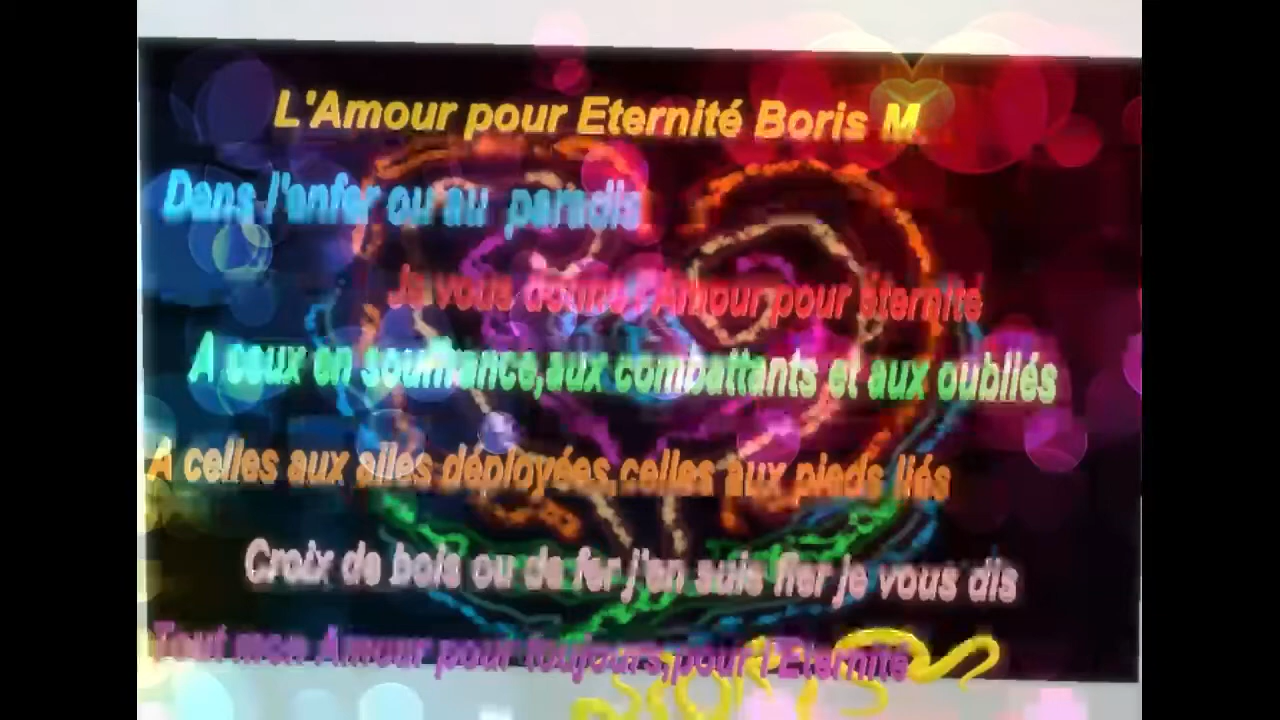 L'Amour pour Eternité Boris M
Dans l'enfer ou au paradis
Je vous donne l'Amour pour éternité
A ceux en souffrance,aux combattants et aux oubliés
A celles aux ailes déployées,celles aux pieds liés
Croix de bois ou de fer j'en suis fier je vous dis
Tout mon Amour pour toujours,pour l'Eternité
Boris